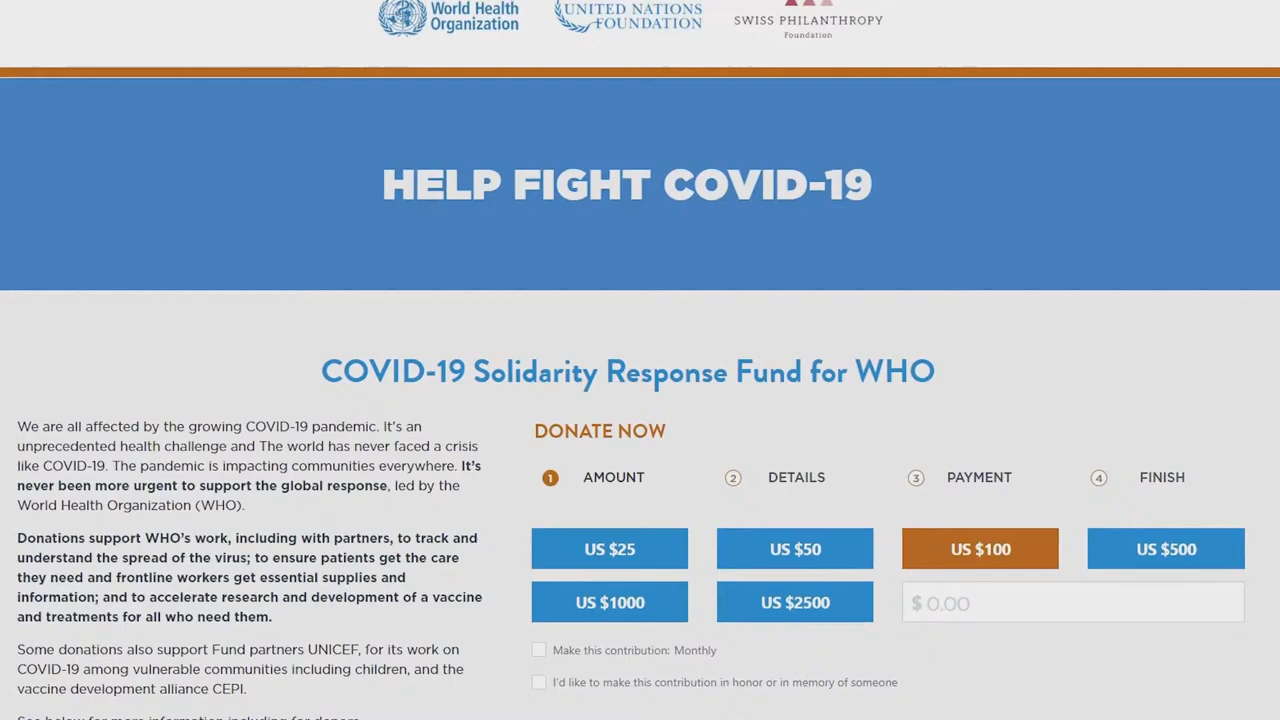 World Health
Organization
UNITED NATIONS
FOUNDATION
SWISS PHILANTHROPY
Foundation
HELP FIGHT COVID-19
COVID-19 Solidarity Response Fund for WHO
We are all affected by the growing COVID-19 pandemic. It's an
unprecedented health challenge and The world has never faced a crisis
like COVID-19. The pandemic is impacting communities everywhere. It's
never been more urgent to support the global response, led by the
World Health Organization (WHO).
Donations support WHO's work, including with partners, to track and
understand the spread of the virus; to ensure patients get the care
they need and frontline workers get essential supplies and
information; and to accelerate research and development of a vaccine
and treatments for all who need them.
Some donations also support Fund partners UNICEF, for its work on
COVID-19 among vulnerable communities including children, and the
vaccine development alliance CEPI.
See below for more information including for donors
DONATE NOW
1 AMOUNT 2 DETAILS 3 PAYMENT 4 FINISH
US $25 US $50 US $100 US $500
US $1000 US $2500 $ 0.00
Make this contribution: Monthly
I'd like to make this contribution in honor or in memory of someone